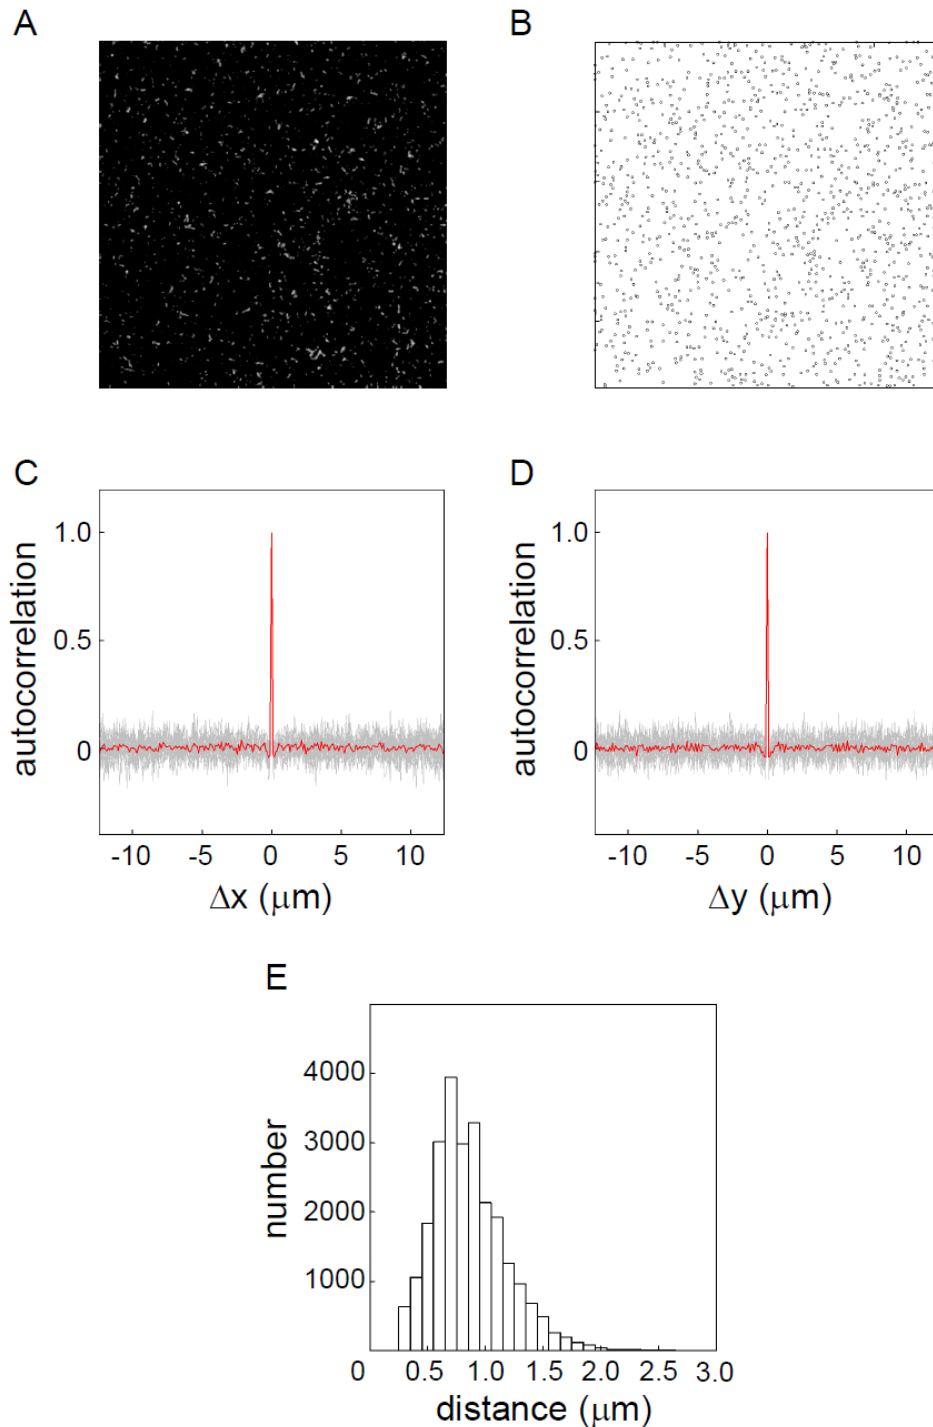 A
B
C
D
1.0
0.5
0
autocorrelation
-10 -5 0 5 10
Δx (μm)
1.0
0.5
0
autocorrelation
-10 -5 0 5 10
Δy (μm)
E
4000
3000
2000
1000
number
0 0.5 1.0 1.5 2.0 2.5 3.0
distance (μm)